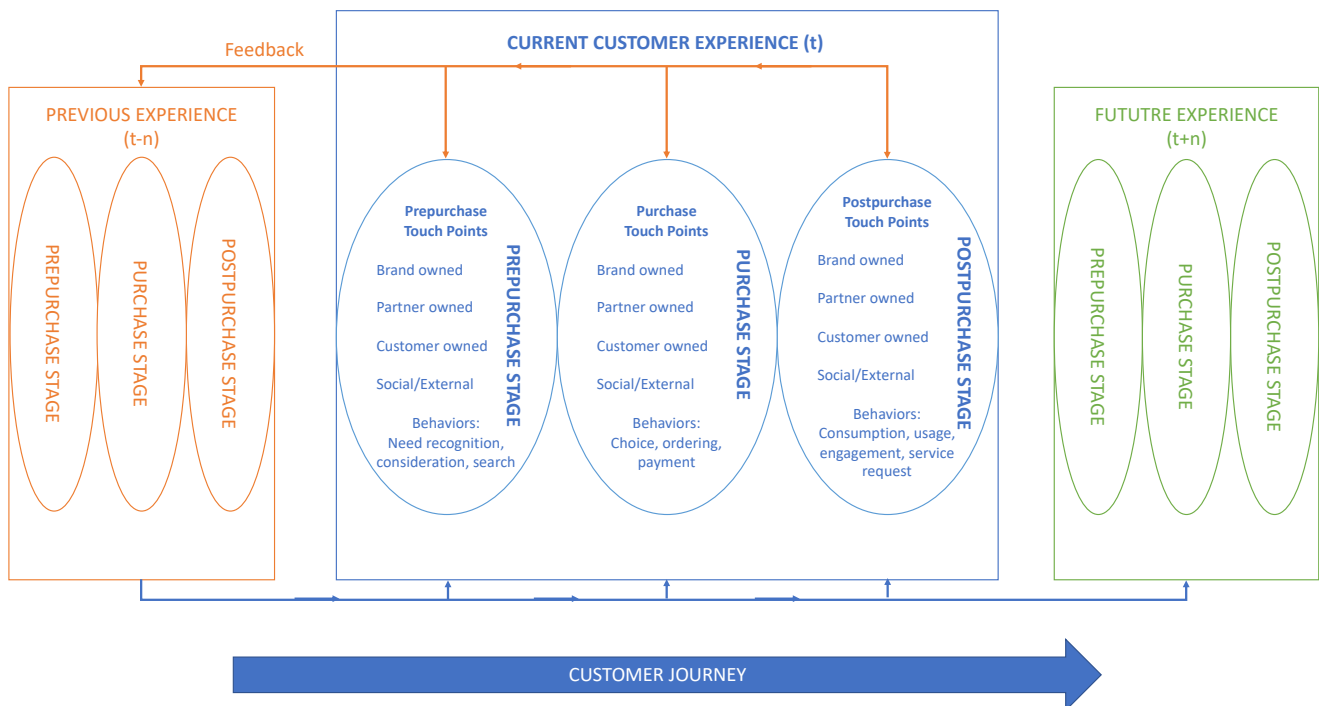 CURRENT CUSTOMER EXPERIENCE (t)
Feedback
PREVIOUS EXPERIENCE
(t-n)
PREPURCHASE STAGE
PURCHASE STAGE
POSTPURCHASE STAGE
Prepurchase
Touch Points
Brand owned
Partner owned
Customer owned
Social/External
Behaviors:
Need recognition,
consideration, search
PREPURCHASE STAGE
Purchase
Touch Points
Brand owned
Partner owned
Customer owned
Social/External
Behaviors:
Choice, ordering,
payment
PURCHASE STAGE
Postpurchase
Touch Points
Brand owned
Partner owned
Customer owned
Social/External
Behaviors:
Consumption, usage,
engagement, service
request
POSTPURCHASE STAGE
FUTUTRE EXPERIENCE
(t+n)
PREPURCHASE STAGE
PURCHASE STAGE
POSTPURCHASE STAGE
CUSTOMER JOURNEY